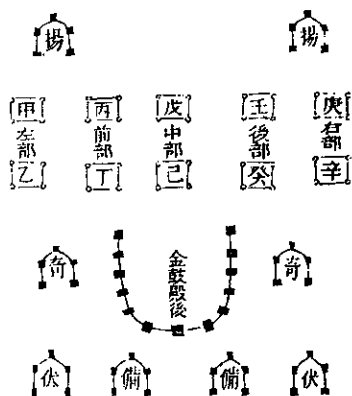 揚 揚
甲 丙 戊 壬 庚
左部 前部 中部 後部 右部
乙 丁 己 癸 辛
奇 金鼓殿後 奇
伏 備 備 伏